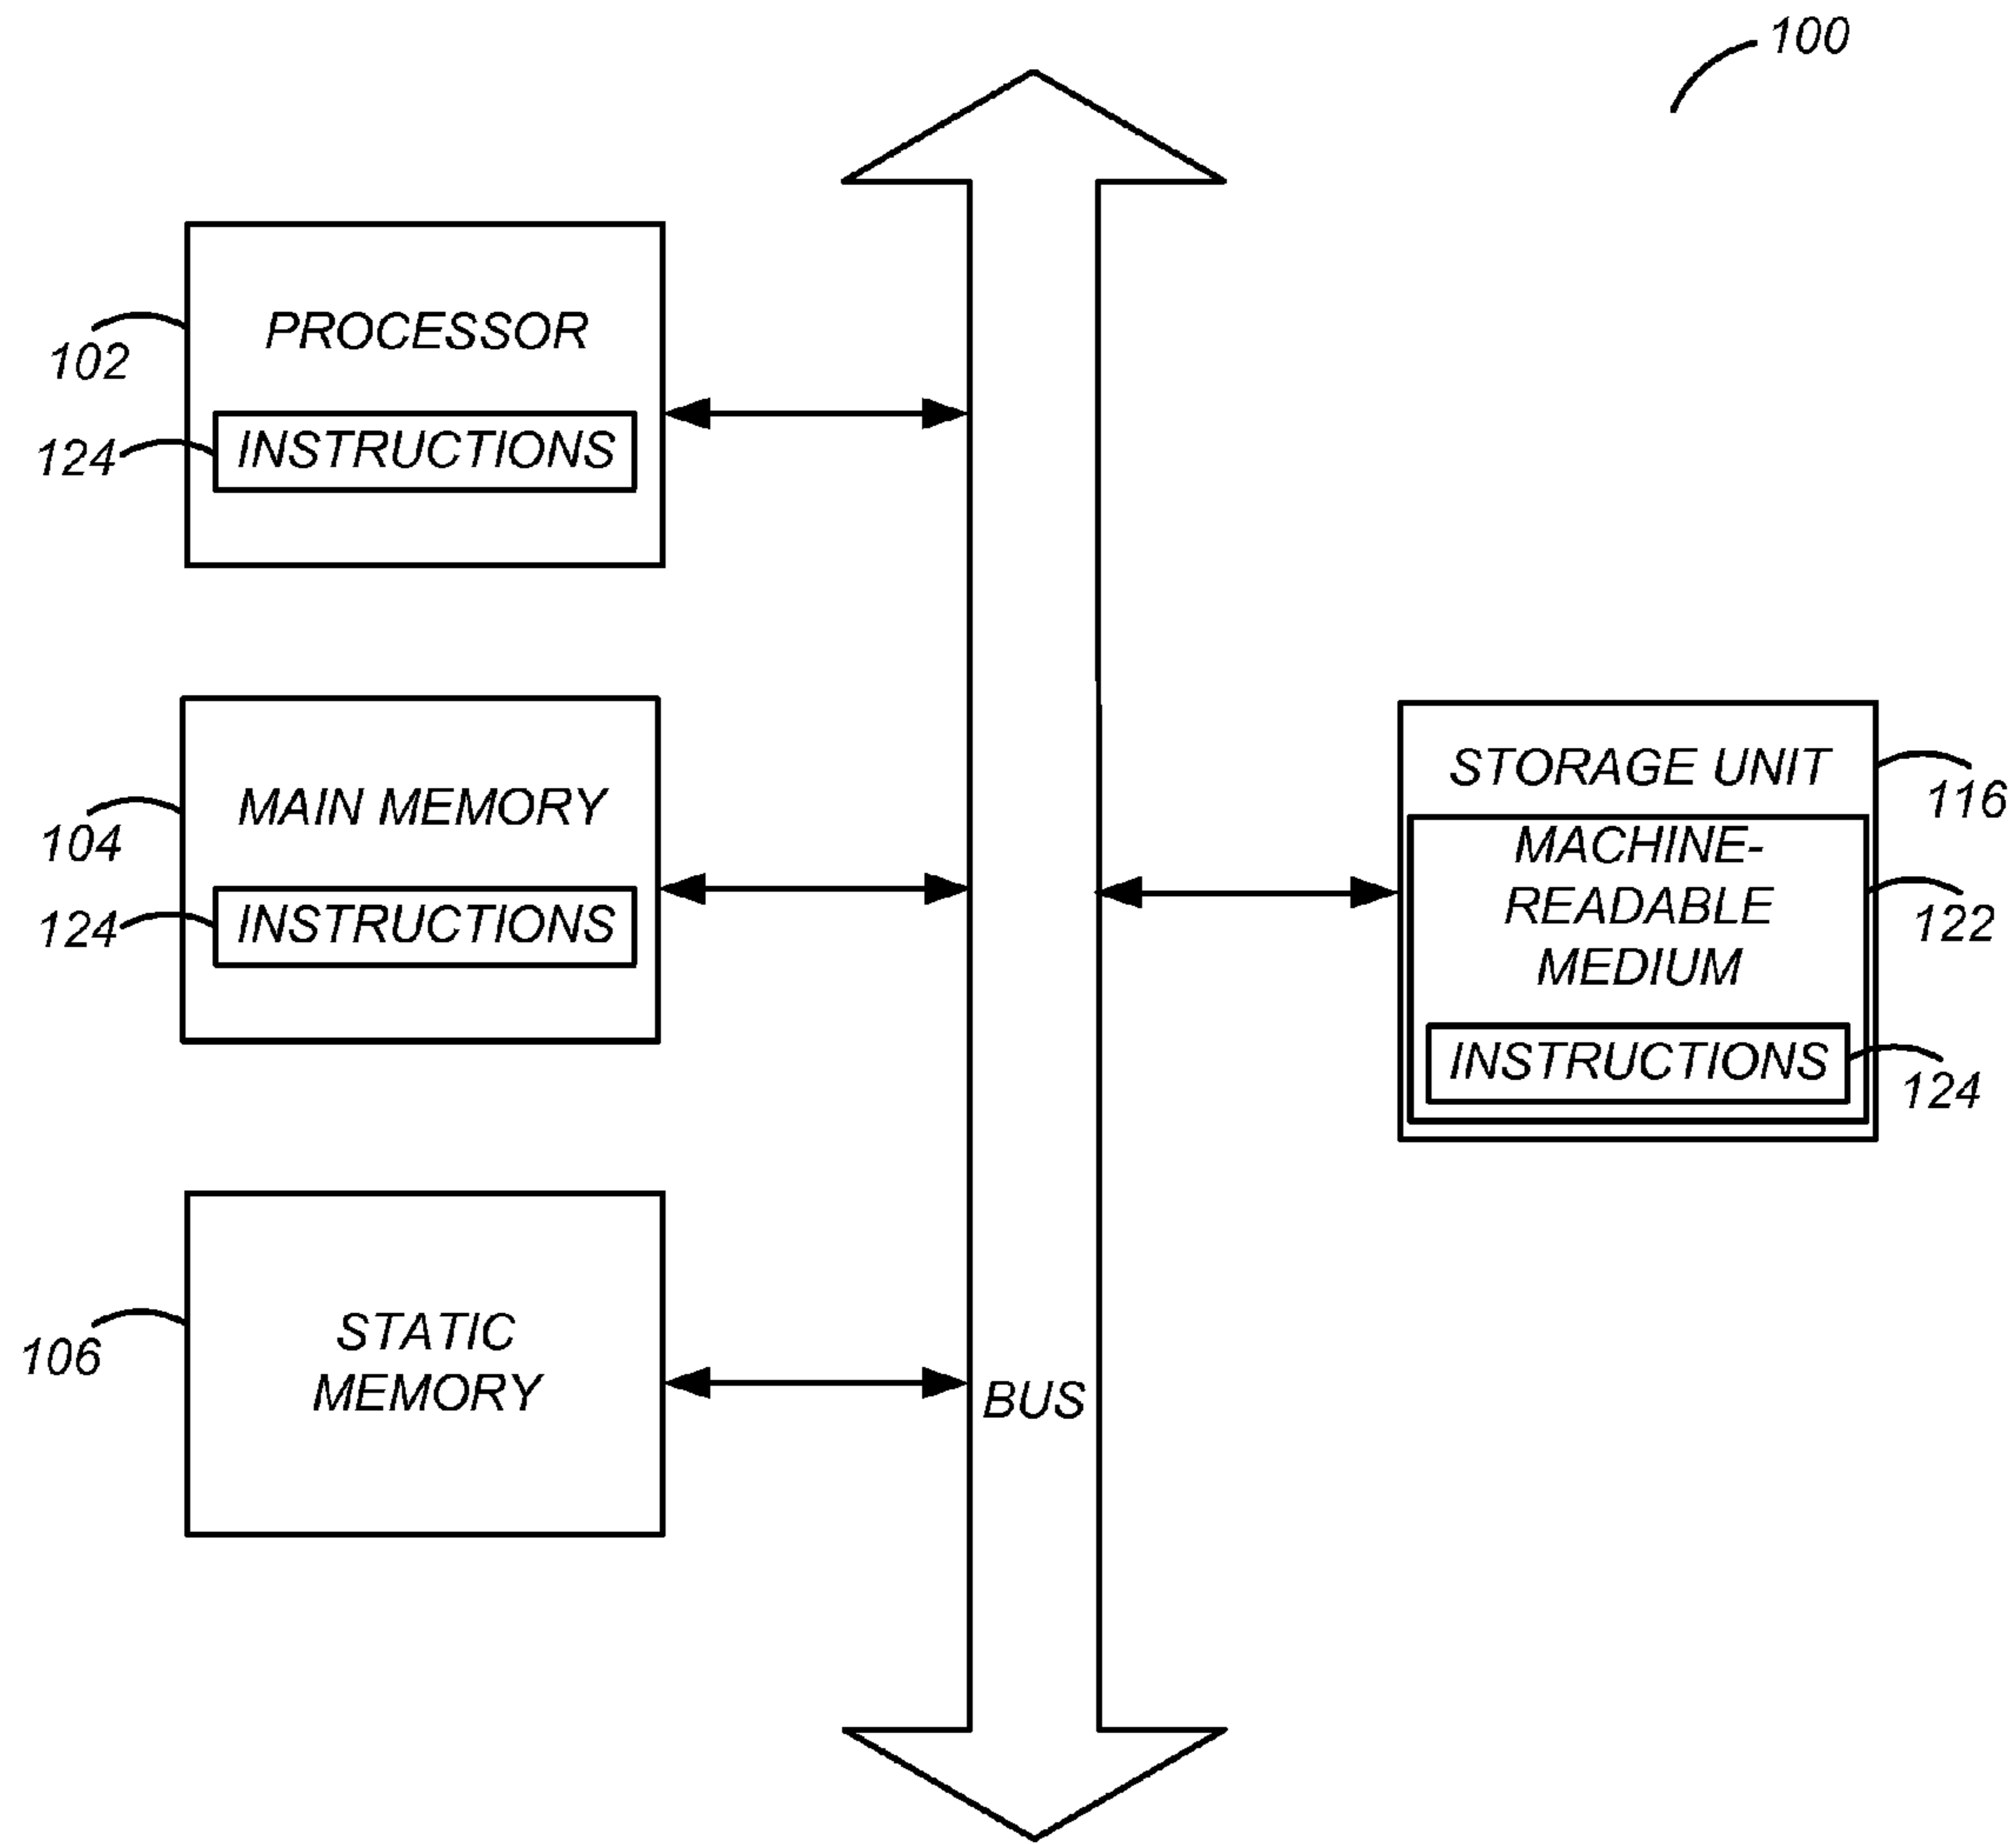 100
PROCESSOR
102
INSTRUCTIONS
124
MAIN MEMORY
104
INSTRUCTIONS
124
STATIC
MEMORY
106
BUS
STORAGE UNIT
116
MACHINE-
READABLE
MEDIUM
122
INSTRUCTIONS
124